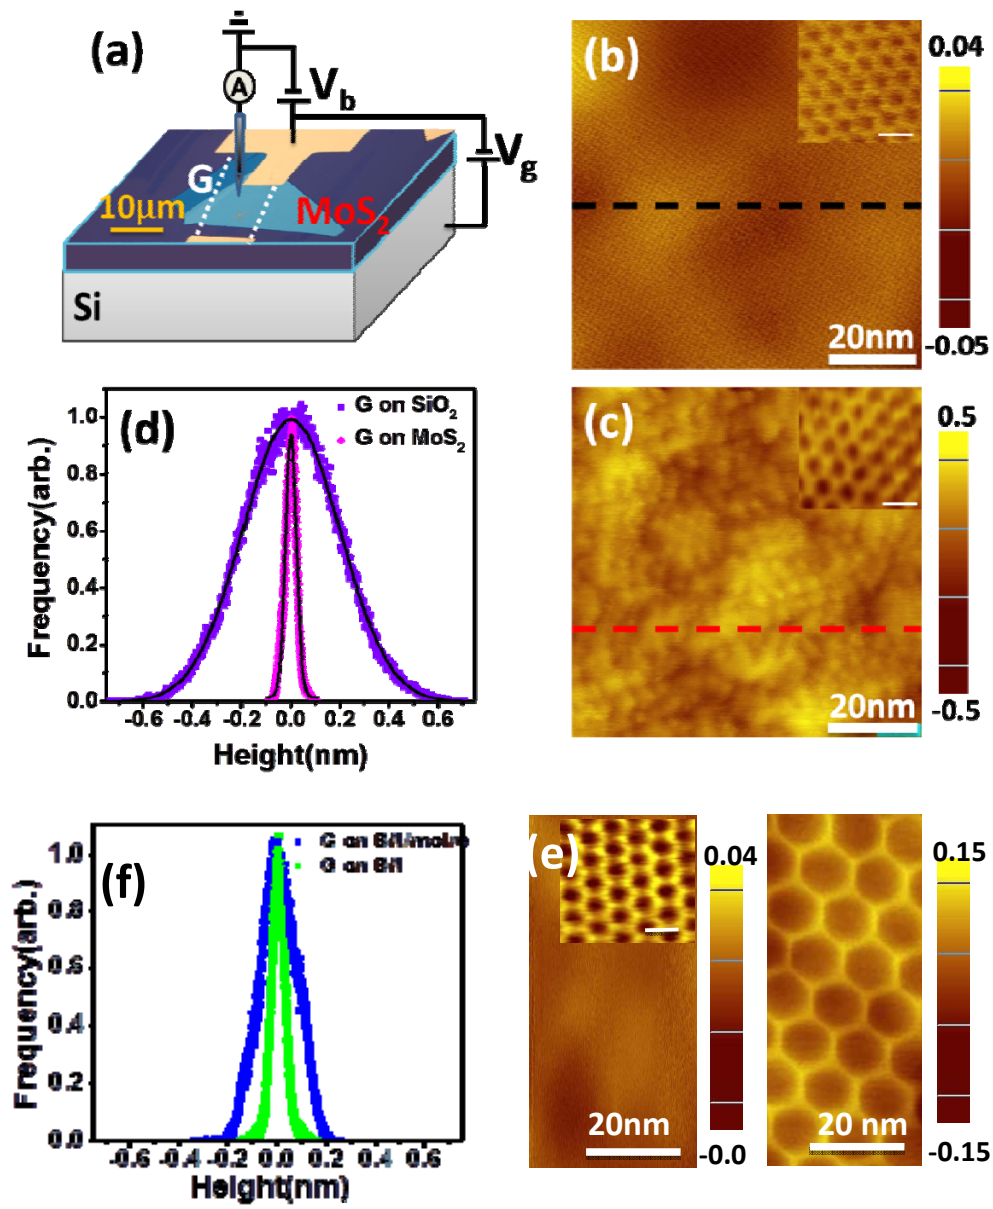 (a)
A
V_b
V_g
G
10μm
MoS₂
Si
(b)
0.04
-0.05
20nm
(d)
G on SiO₂
G on MoS₂
1.0
0.8
0.6
0.4
0.2
0.0
-0.6 -0.4 -0.2 0.0 0.2 0.4 0.6
Frequency(arb.)
Height(nm)
(c)
0.5
-0.5
20nm
(f)
G on
G on
1.0
0.8
0.6
0.4
0.2
0.0
-0.6 -0.4 -0.2 0.0 0.2 0.4 0.6
Frequency(arb.)
Height(nm)
(e)
0.04
-0.0
20nm
0.15
-0.15
20 nm